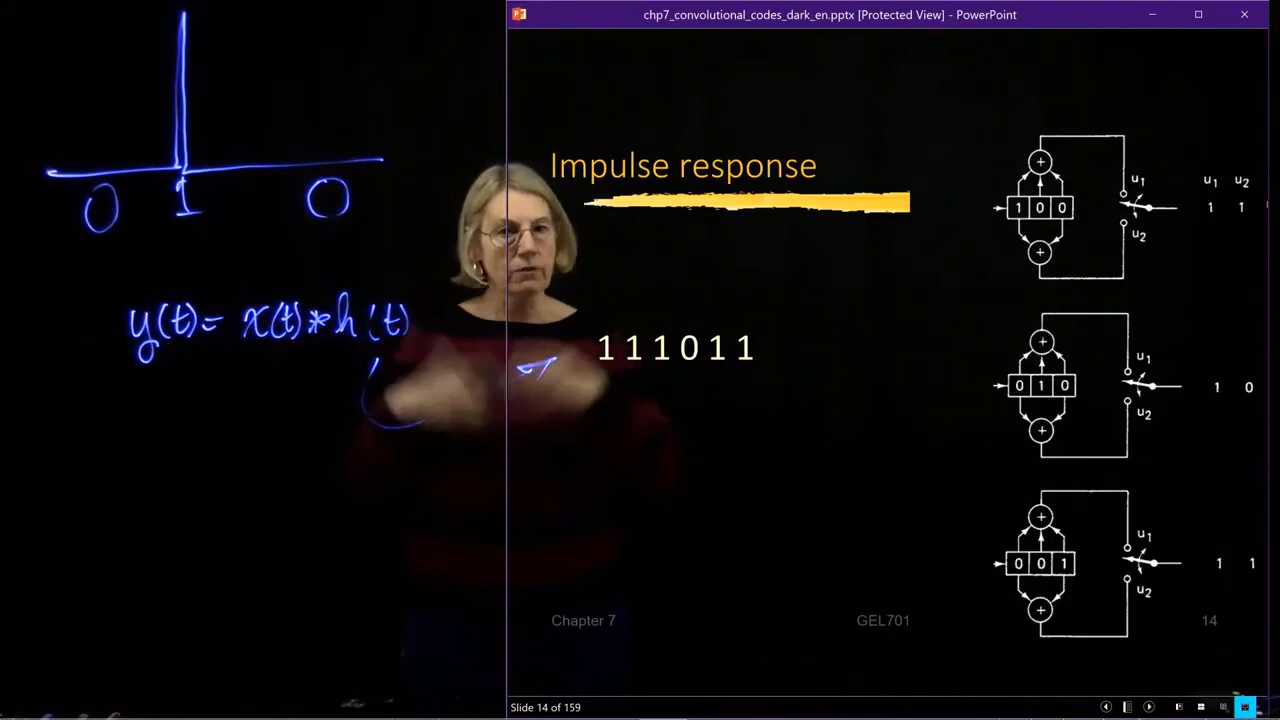 chp7_convolutional_codes_dark_en.pptx [Protected View] - PowerPoint
0 1 0
y(t)= x(t)*h(t)
Impulse response
1 1 1 0 1 1
+
1 0 0
+
u1
u2
u1 u2
1 1
+
0 1 0
+
u1
u2
1 0
+
0 0 1
+
u1
u2
1 1
Chapter 7
GEL701
14
Slide 14 of 159